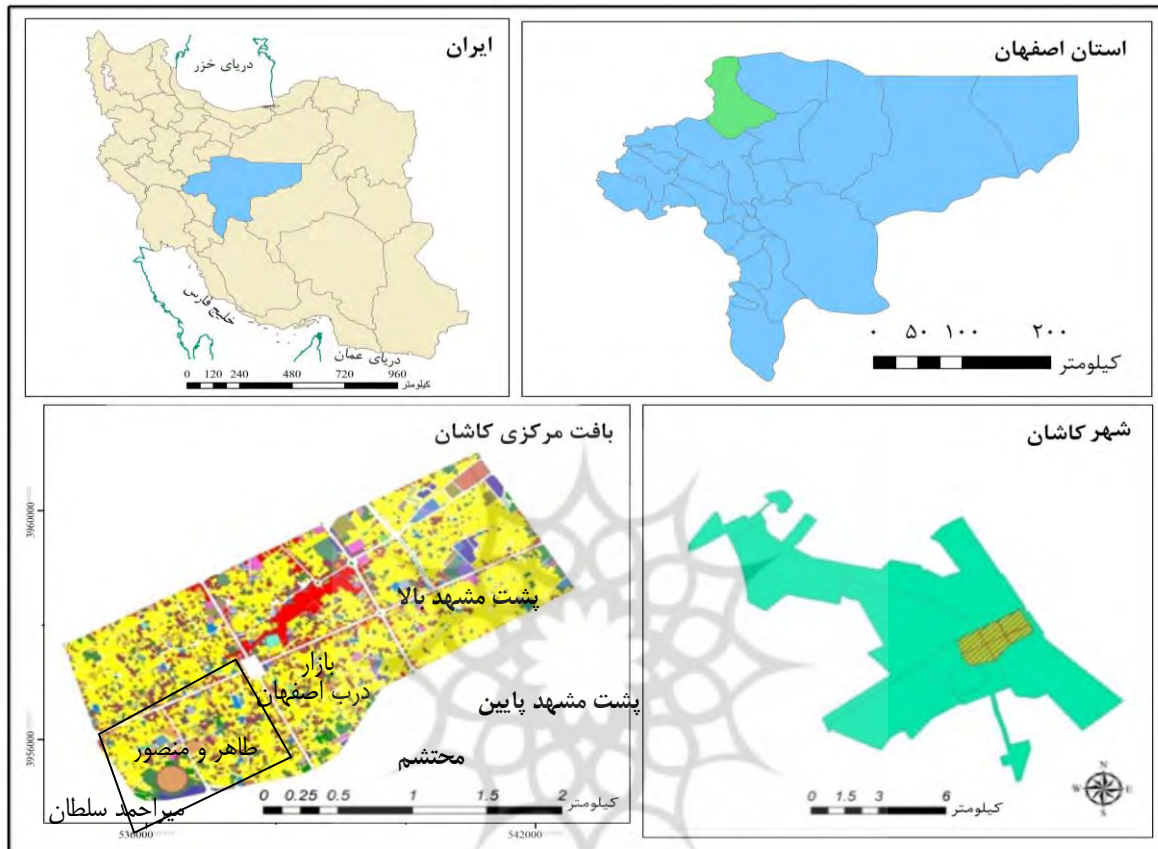 ایران
دریای خزر
خلیج فارس
دریای عمان
0 120 240 480 720 960
کیلومتر
استان اصفهان
۰ ۵۰ ۱۰۰ ۲۰۰
کیلومتر
بافت مرکزی کاشان
3960000
3956000
پشت مشهد بالا
بازار
درب اصفهان
پشت مشهد پایین
طاهر و منصور
محتشم
میراحمد سلطان
0 0.25 0.5 1 1.5 2
کیلومتر
542000
شهر کاشان
N
W E
S
0 1.5 3 6
کیلومتر